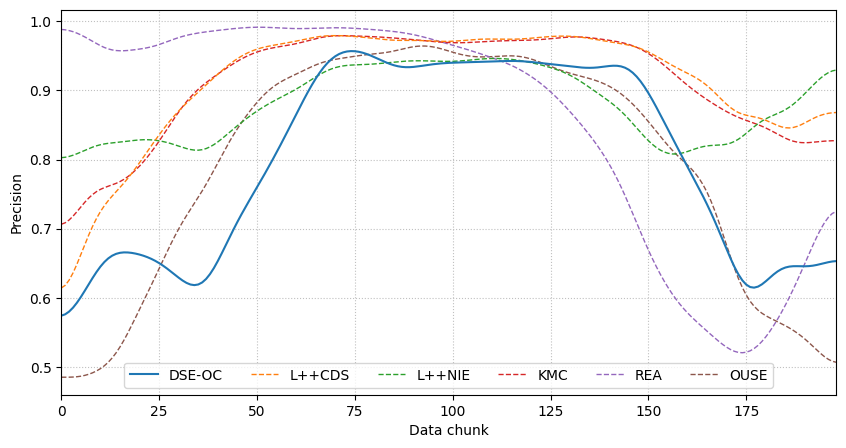 1.0
0.9
0.8
0.7
0.6
0.5
Precision
0 25 50 75 100 125 150 175
Data chunk
DSE-OC L++CDS L++NIE KMC REA OUSE